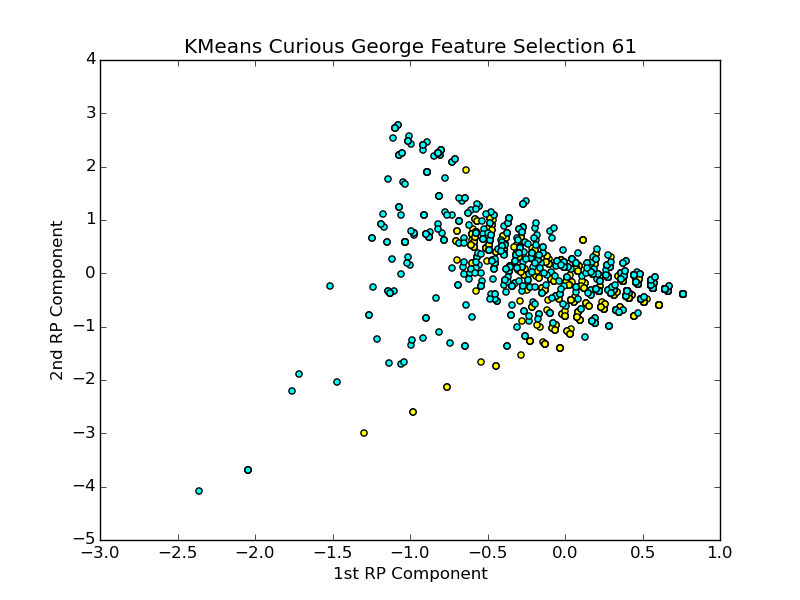 KMeans Curious George Feature Selection 61
4
3
2
1
0
−1
−2
−3
−4
−5
2nd RP Component
−3.0 −2.5 −2.0 −1.5 −1.0 −0.5 0.0 0.5 1.0
1st RP Component